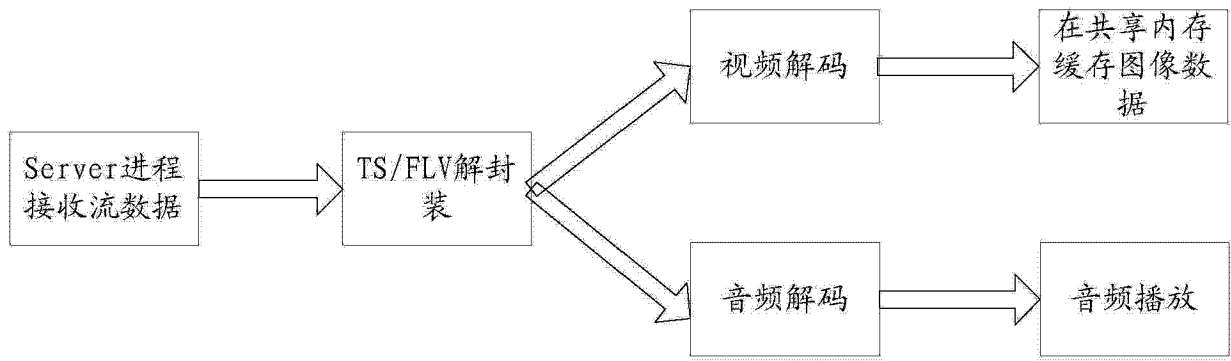 Server进程
接收流数据
TS/FLV解封
装
视频解码
在共享内存
缓存图像数
据
音频解码
音频播放